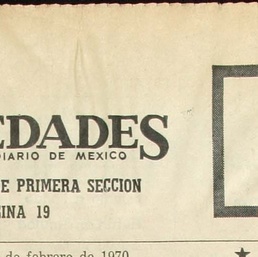 EDADES
DIARIO DE MEXICO
E PRIMERA SECCION
INA 19
de febrero de 1970